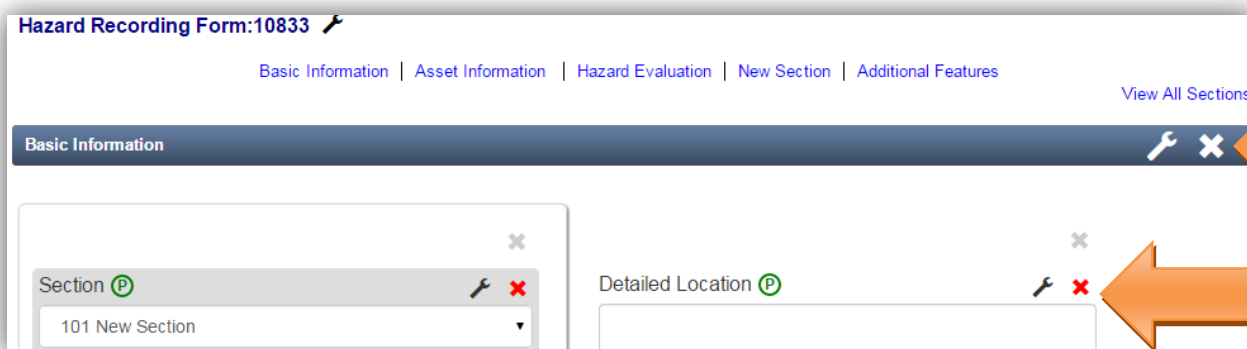 Hazard Recording Form:10833
Basic Information | Asset Information | Hazard Evaluation | New Section | Additional Features
View All Sections
Basic Information
Section P
Detailed Location P
101 New Section